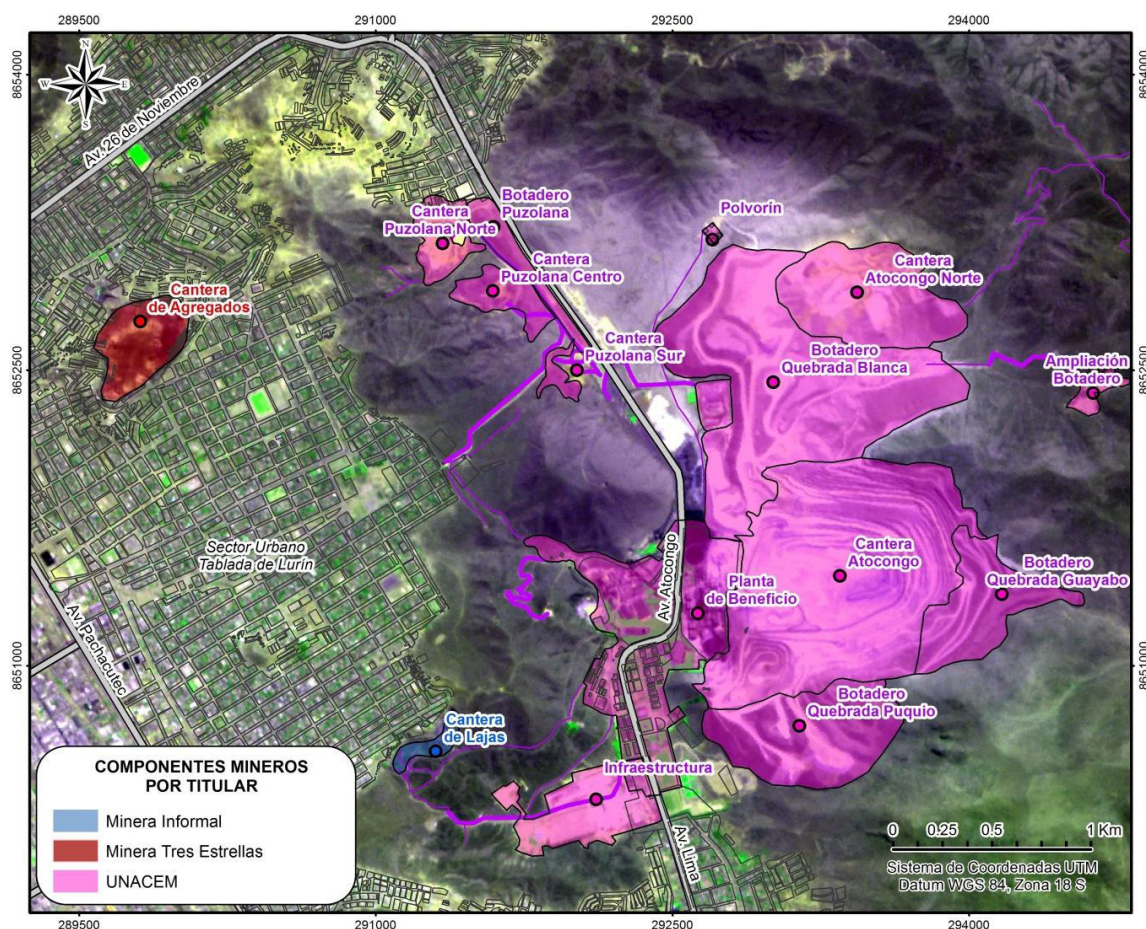 289500
291000
292500
294000
8654000
8654000
N
W
E
S
Av. 26 de Noviembre
Botadero
Puzolana
Cantera
Puzolana Norte
Polvorín
Cantera
Puzolana Centro
Cantera
Atocongo Norte
Cantera
de Agregados
Cantera
Puzolana Sur
Botadero
Quebrada Blanca
Ampliación
Botadero
8652500
8652500
Sector Urbano
Tablada de Lurín
Av. Atocongo
Cantera
Atocongo
Botadero
Quebrada Guayabo
Planta
de Beneficio
Av. Pachacutec
8651000
8651000
Botadero
Quebrada Puquio
Cantera
de Lajas
Infraestructura
Av. Lima
COMPONENTES MINEROS
POR TITULAR
Minera Informal
Minera Tres Estrellas
UNACEM
0 0.25 0.5 1 Km
Sistema de Coordenadas UTM
Datum WGS 84, Zona 18 S
289500
291000
292500
294000